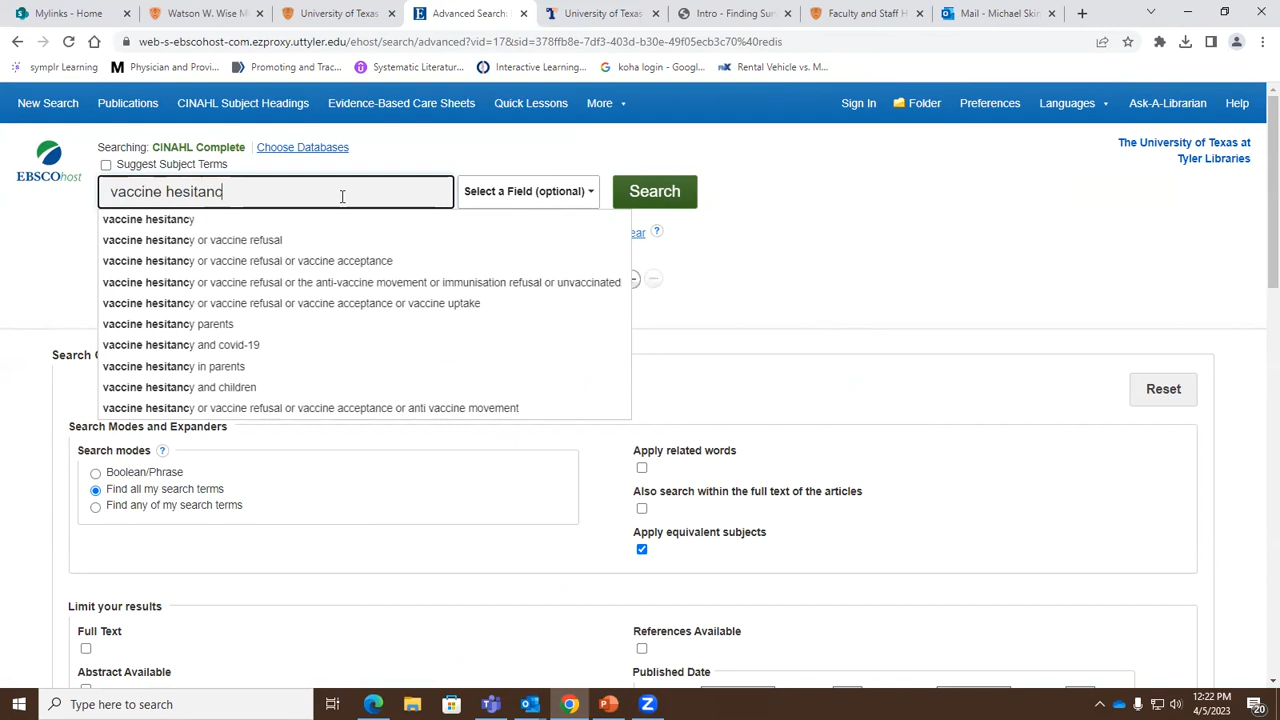 Mylinks - Home
Watson W. Wise M
University of Texas
Advanced Search:
University of Texas
Intro - Finding Surv
Faculty and Staff H
Mail - Michael Skin
web-s-ebscohost-com.ezproxy.uttyler.edu/ehost/search/advanced?vid=17&sid=378ffb8e-7df3-403d-b30e-49f05ecb3c70%40redis
symplr Learning
Physician and Provi...
Promoting and Trac...
Systematic Literatur...
Interactive Learning...
koha login - Googl...
Rental Vehicle vs. M...
New Search
Publications
CINAHL Subject Headings
Evidence-Based Care Sheets
Quick Lessons
More
Sign In
Folder
Preferences
Languages
Ask-A-Librarian
Help
Searching: CINAHL Complete
Choose Databases
The University of Texas at
Tyler Libraries
EBSCOhost
Suggest Subject Terms
vaccine hesitanc
Select a Field (optional)
Search
vaccine hesitancy
vaccine hesitancy or vaccine refusal
ear ?
vaccine hesitancy or vaccine refusal or vaccine acceptance
vaccine hesitancy or vaccine refusal or the anti-vaccine movement or immunisation refusal or unvaccinated
vaccine hesitancy or vaccine refusal or vaccine acceptance or vaccine uptake
vaccine hesitancy parents
vaccine hesitancy and covid-19
vaccine hesitancy in parents
vaccine hesitancy and children
vaccine hesitancy or vaccine refusal or vaccine acceptance or anti vaccine movement
Search
Reset
Search Modes and Expanders
Search modes ?
Boolean/Phrase
Find all my search terms
Find any of my search terms
Apply related words
Also search within the full text of the articles
Apply equivalent subjects
Limit your results
Full Text
References Available
Abstract Available
Published Date
Type here to search
12:22 PM
4/5/2023
20